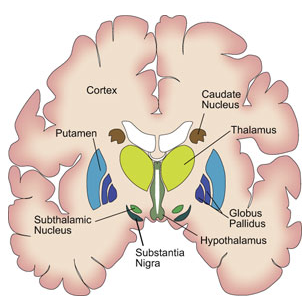 Cortex
Caudate
Nucleus
Putamen
Thalamus
Subthalamic
Nucleus
Globus
Pallidus
Hypothalamus
Substantia
Nigra